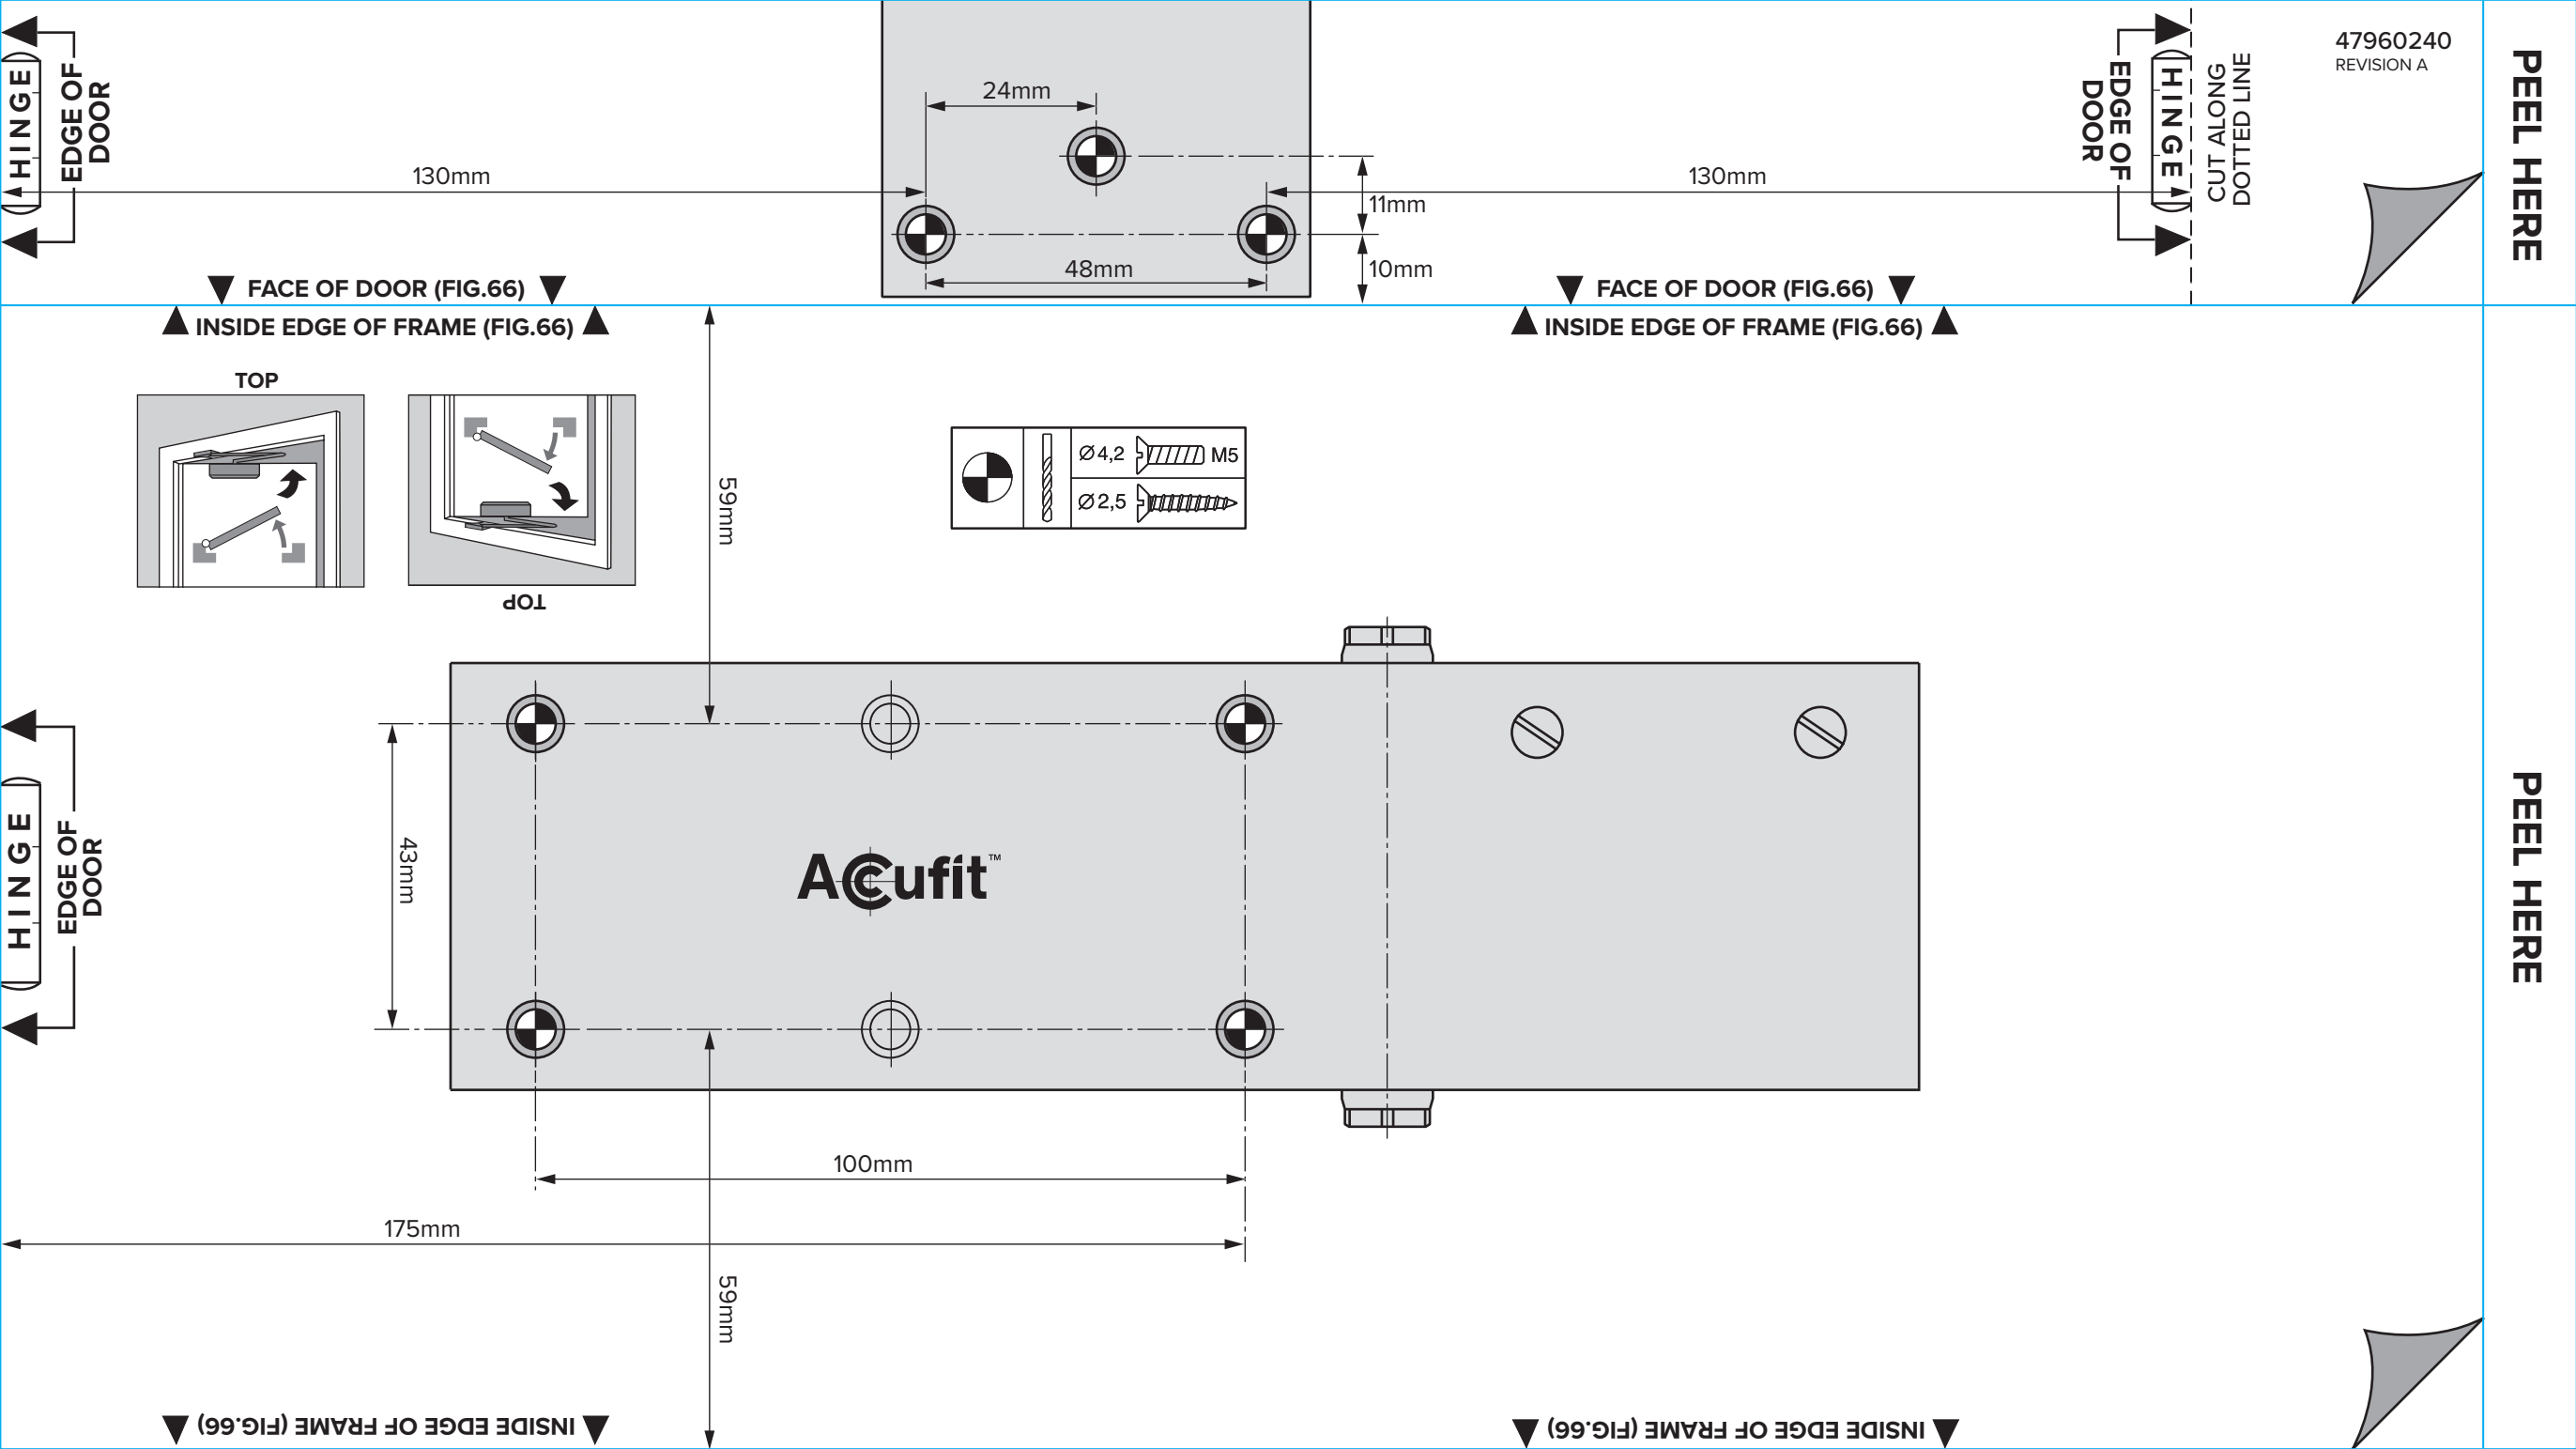 HINGE
EDGE OF
DOOR
130mm
24mm
48mm
11mm
10mm
130mm
EDGE OF
DOOR
HINGE
CUT ALONG
DOTTED LINE
47960240
REVISION A
PEEL HERE
FACE OF DOOR (FIG.66)
FACE OF DOOR (FIG.66)
INSIDE EDGE OF FRAME (FIG.66)
INSIDE EDGE OF FRAME (FIG.66)
TOP
TOP
59mm
Ø4,2
M5
Ø2,5
HINGE
EDGE OF
DOOR
43mm
ACcufit™
PEEL HERE
100mm
175mm
59mm
INSIDE EDGE OF FRAME (FIG.66)
INSIDE EDGE OF FRAME (FIG.66)